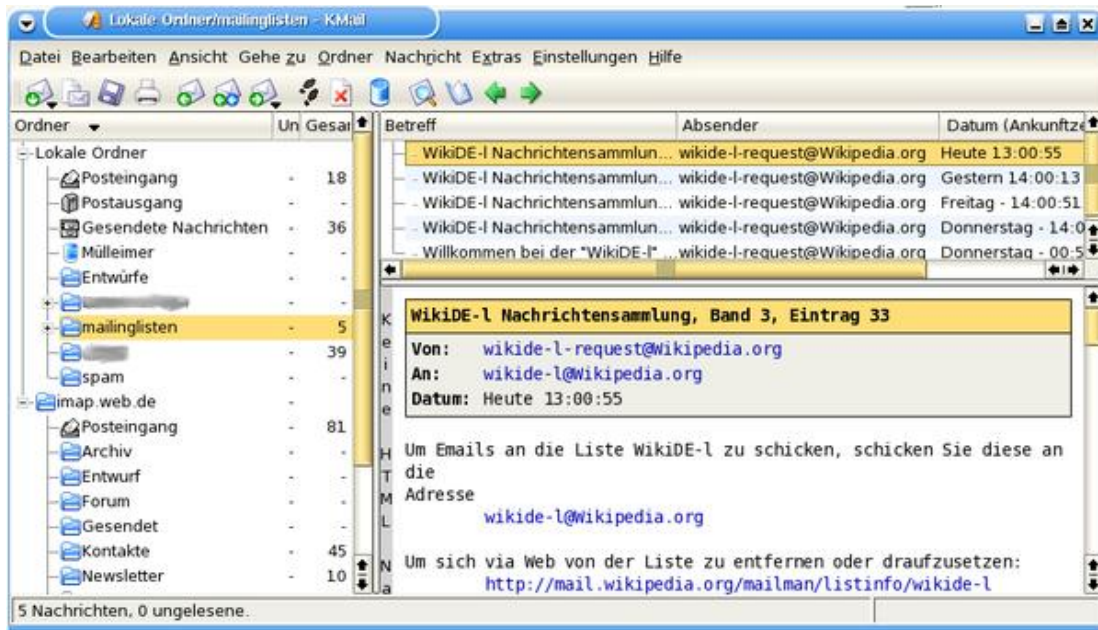 Lokale Ordner/mailinglisten - KMail
Datei Bearbeiten Ansicht Gehe zu Ordner Nachricht Extras Einstellungen Hilfe
Ordner Un Gesar
Lokale Ordner
Posteingang - 18
Postausgang - -
Gesendete Nachrichten - 36
Mülleimer - -
Entwürfe - -
- -
mailinglisten - 5
- 39
spam - -
imap.web.de -
Posteingang - 81
Archiv - -
Entwurf - -
Forum - -
Gesendet - -
Kontakte - 45
Newsletter - 10
Betreff Absender Datum (Ankunftze
WikiDE-l Nachrichtensammlun... wikide-l-request@Wikipedia.org Heute 13:00:55
WikiDE-l Nachrichtensammlun... wikide-l-request@Wikipedia.org Gestern 14:00:13
WikiDE-l Nachrichtensammlun... wikide-l-request@Wikipedia.org Freitag - 14:00:51
WikiDE-l Nachrichtensammlun... wikide-l-request@Wikipedia.org Donnerstag - 14:0
Willkommen bei der "WikiDE-l" ... wikide-l-request@Wikipedia.org Donnerstag - 00:5
Keine HTML Na
WikiDE-l Nachrichtensammlung, Band 3, Eintrag 33
Von: wikide-l-request@Wikipedia.org
An: wikide-l@Wikipedia.org
Datum: Heute 13:00:55
Um Emails an die Liste WikiDE-l zu schicken, schicken Sie diese an
die
Adresse
wikide-l@Wikipedia.org
Um sich via Web von der Liste zu entfernen oder draufzusetzen:
http://mail.wikipedia.org/mailman/listinfo/wikide-l
5 Nachrichten, 0 ungelesene.